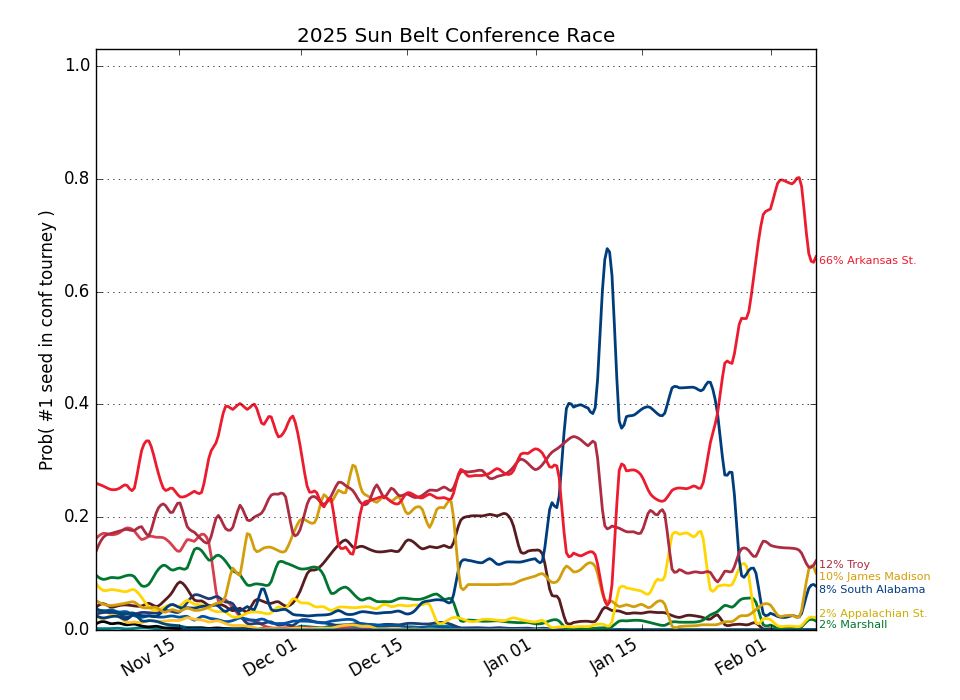 2025 Sun Belt Conference Race
Prob( #1 seed in conf tourney )
1.0
0.8
0.6
0.4
0.2
0.0
66% Arkansas St.
12% Troy
10% James Madison
8% South Alabama
2% Appalachian St.
2% Marshall
Nov 15
Dec 01
Dec 15
Jan 01
Jan 15
Feb 01